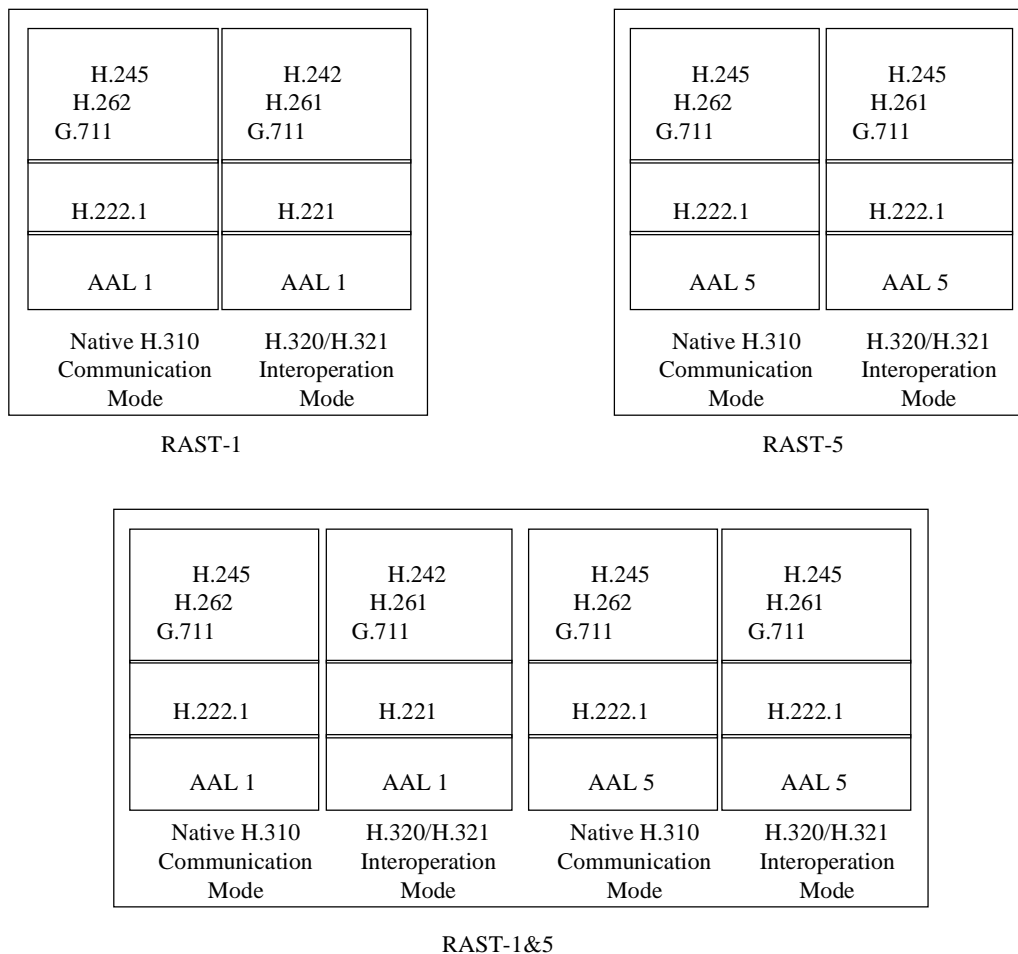 H.245
H.262
G.711
H.222.1
AAL 1
Native H.310
Communication
Mode
H.242
H.261
G.711
H.221
AAL 1
H.320/H.321
Interoperation
Mode
RAST-1
H.245
H.262
G.711
H.222.1
AAL 5
Native H.310
Communication
Mode
H.245
H.261
G.711
H.222.1
AAL 5
H.320/H.321
Interoperation
Mode
RAST-5
H.245
H.262
G.711
H.222.1
AAL 1
Native H.310
Communication
Mode
H.242
H.261
G.711
H.221
AAL 1
H.320/H.321
Interoperation
Mode
H.245
H.262
G.711
H.222.1
AAL 5
Native H.310
Communication
Mode
H.245
H.261
G.711
H.222.1
AAL 5
H.320/H.321
Interoperation
Mode
RAST-1&5